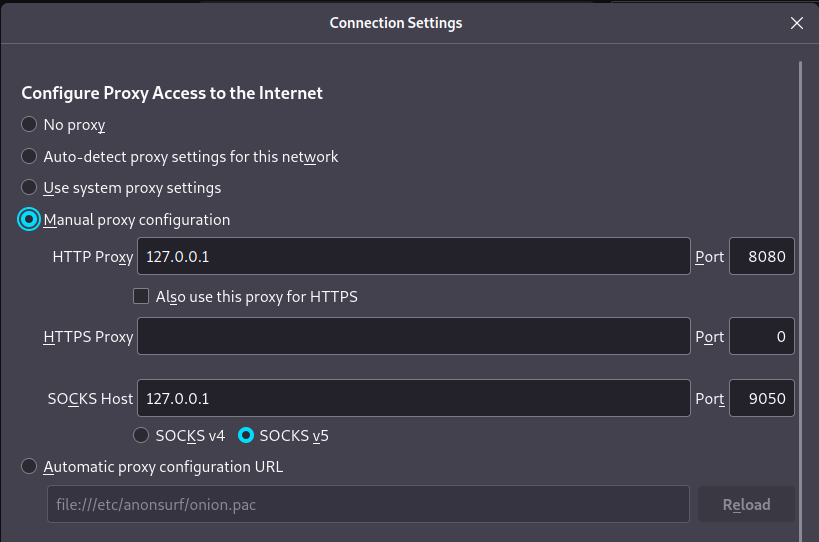 Connection Settings
Configure Proxy Access to the Internet
No proxy
Auto-detect proxy settings for this network
Use system proxy settings
Manual proxy configuration
HTTP Proxy 127.0.0.1 Port 8080
Also use this proxy for HTTPS
HTTPS Proxy Port 0
SOCKS Host 127.0.0.1 Port 9050
SOCKS v4 SOCKS v5
Automatic proxy configuration URL
file:///etc/anonsurf/onion.pac Reload